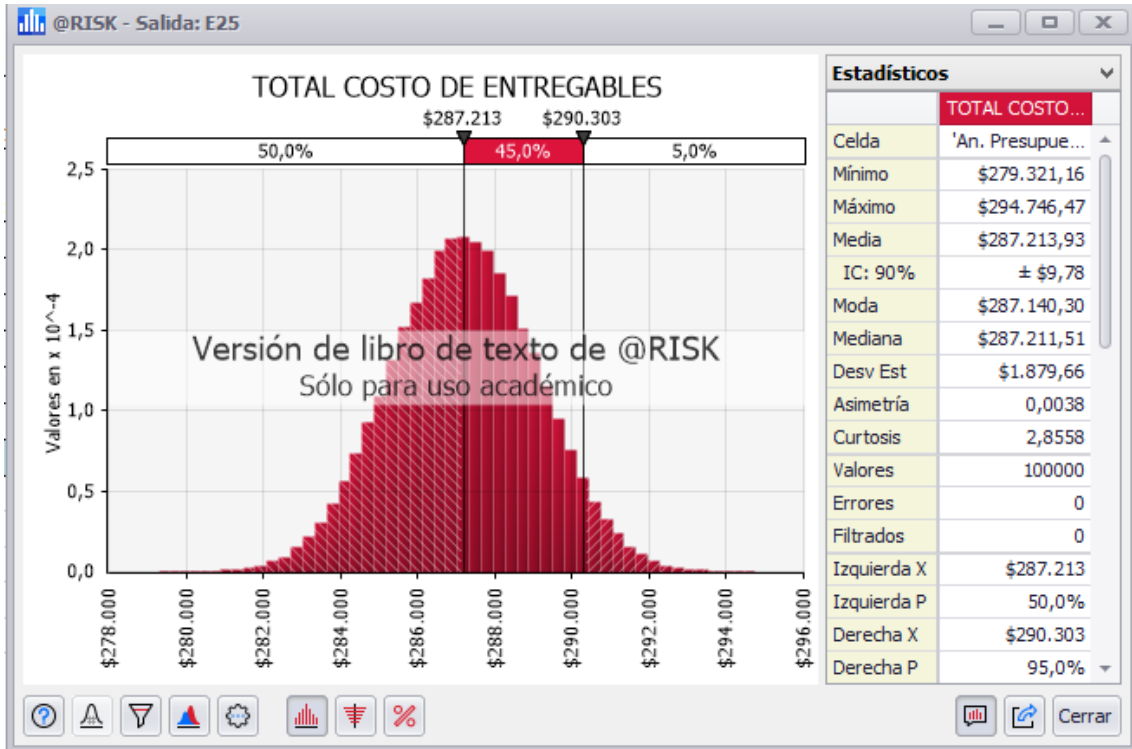 @RISK - Salida: E25
TOTAL COSTO DE ENTREGABLES
$287.213 $290.303
50,0% 45,0% 5,0%
2,5
2,0
1,5
1,0
0,5
0,0
Valores en x 10^-4
Versión de libro de texto de @RISK
Sólo para uso académico
$278.000
$280.000
$282.000
$284.000
$286.000
$288.000
$290.000
$292.000
$294.000
$296.000
Estadísticos
TOTAL COSTO...
Celda 'An. Presupue...
Mínimo $279.321,16
Máximo $294.746,47
Media $287.213,93
IC: 90% ± $9,78
Moda $287.140,30
Mediana $287.211,51
Desv Est $1.879,66
Asimetría 0,0038
Curtosis 2,8558
Valores 100000
Errores 0
Filtrados 0
Izquierda X $287.213
Izquierda P 50,0%
Derecha X $290.303
Derecha P 95,0%
Cerrar